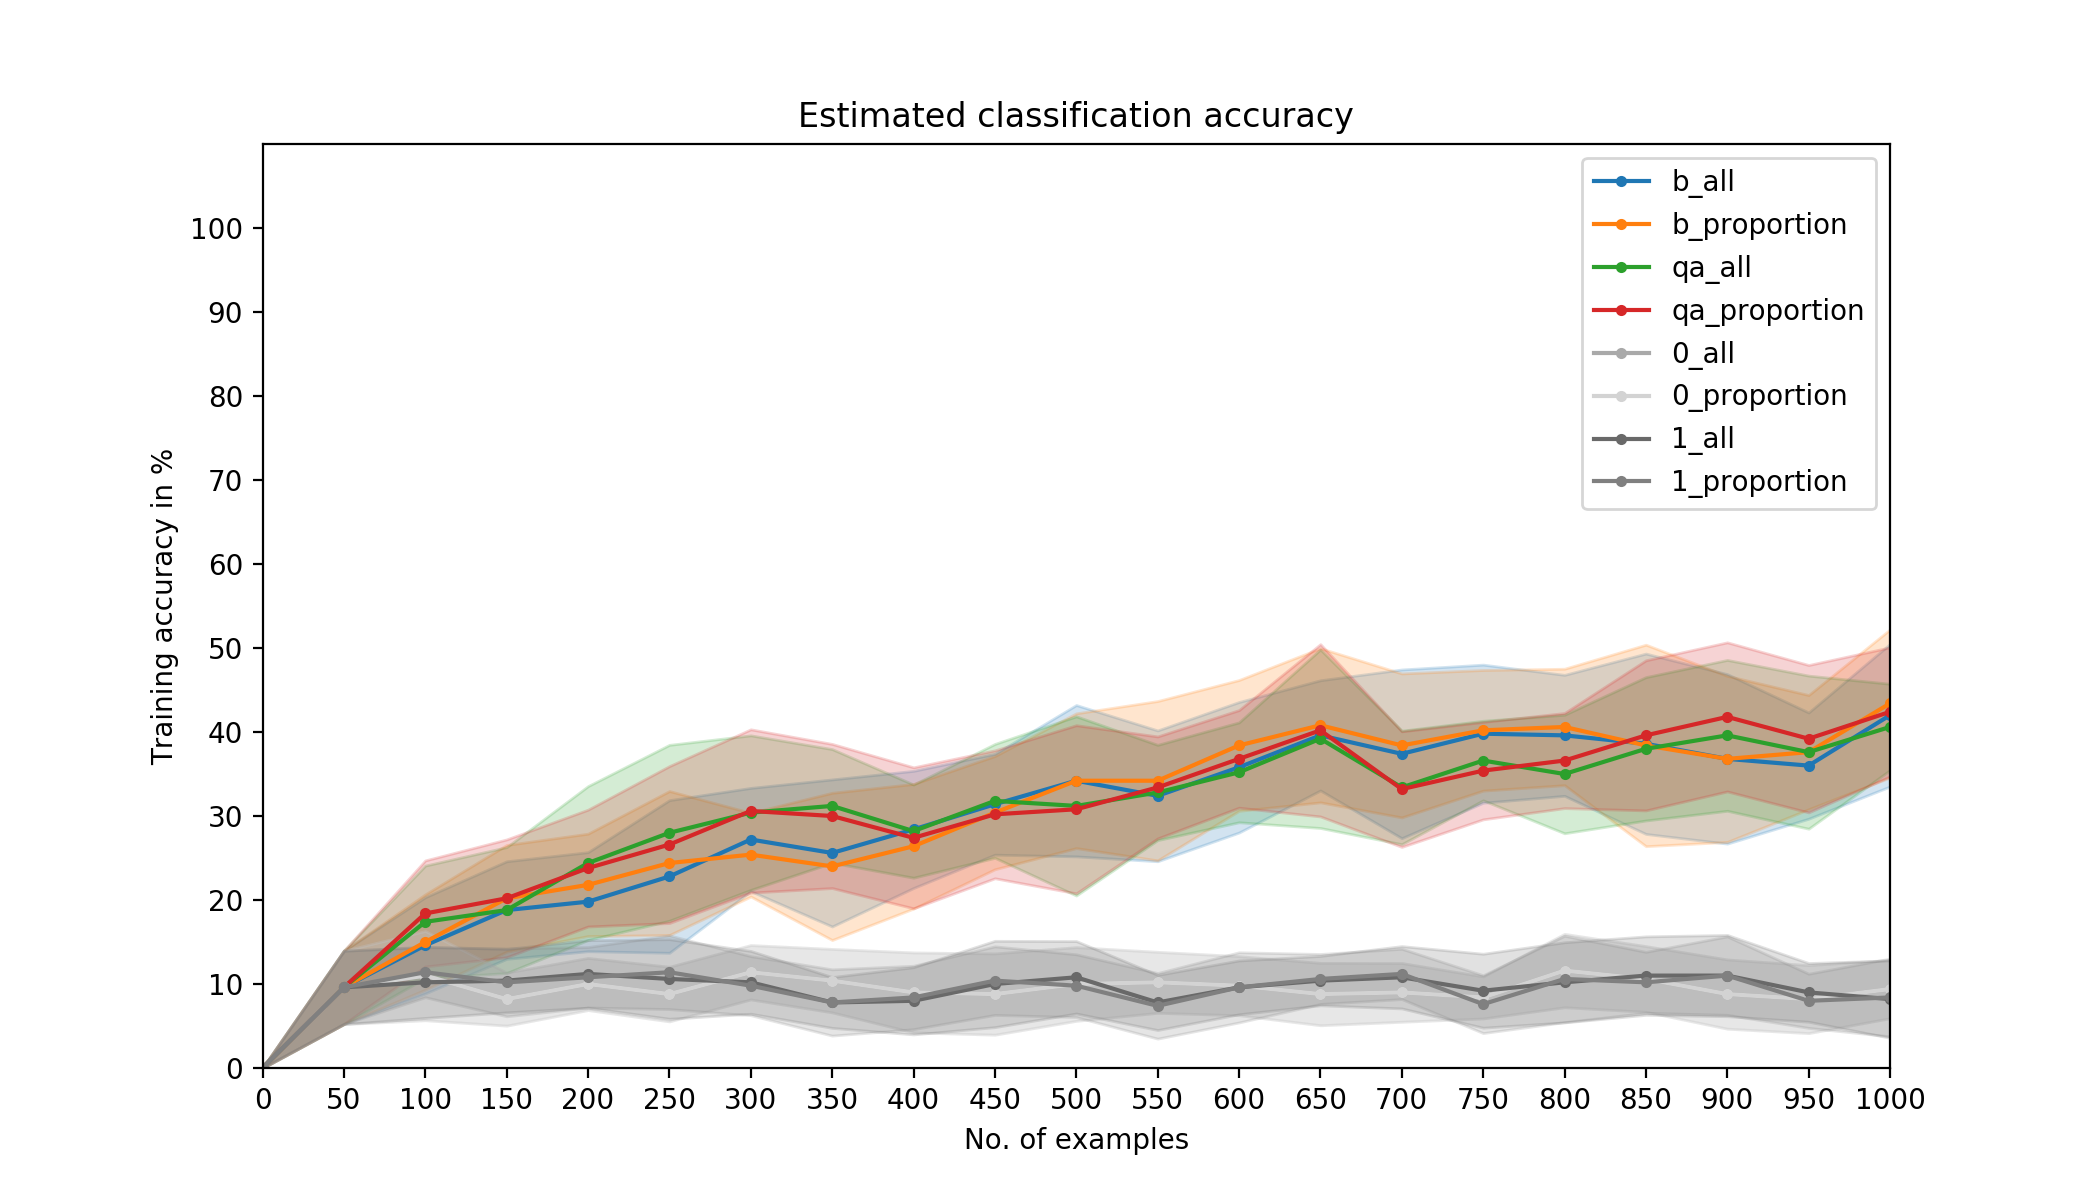 Estimated classification accuracy
b_all
b_proportion
qa_all
qa_proportion
0_all
0_proportion
1_all
1_proportion
100
90
80
70
60
50
40
30
20
10
0
Training accuracy in %
0 50 100 150 200 250 300 350 400 450 500 550 600 650 700 750 800 850 900 950 1000
No. of examples